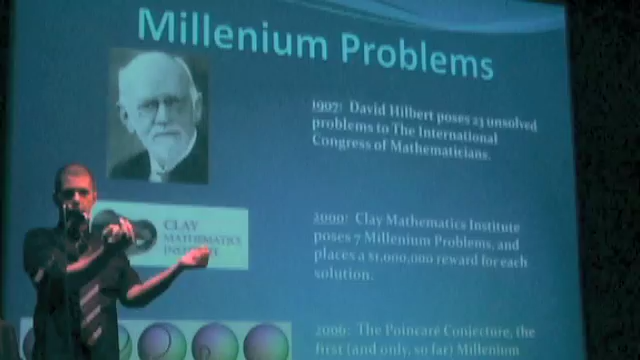 Millenium Problems
1907: David Hilbert poses 23 unsolved
problems to The International
Congress of Mathematicians.
CLAY
MATHEMATICS
2000: Clay Mathematics Institute
poses 7 Millenium Problems, and
places a $1,000,000 reward for each
solution.
2006: The Poincaré Conjecture, the
first (and only, so far) Millenium